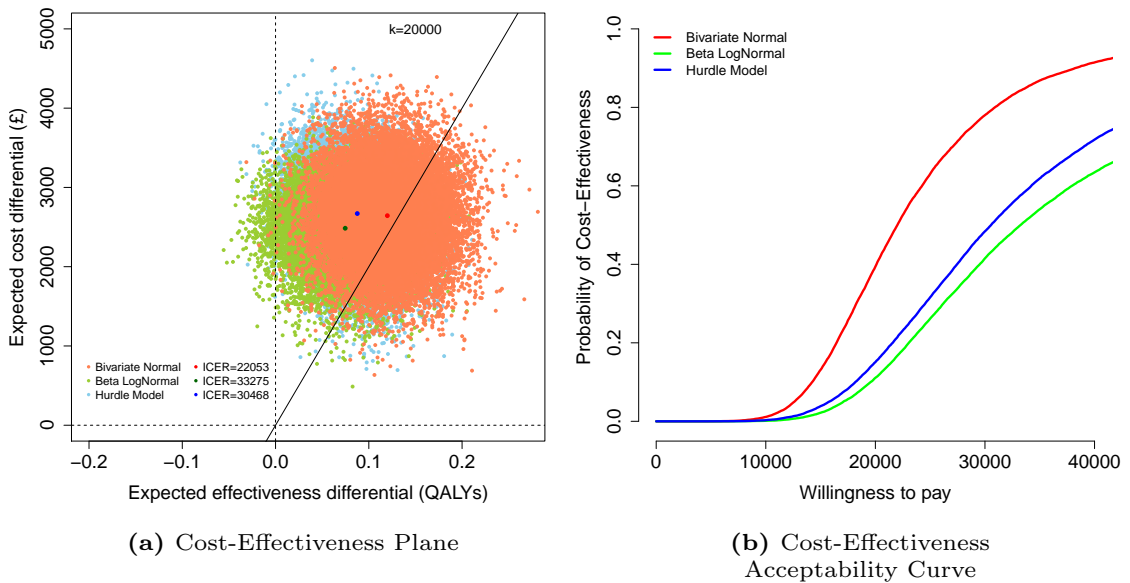 k=20000
5000
4000
3000
2000
1000
0
Expected cost differential (£)
Bivariate Normal
Beta LogNormal
Hurdle Model
ICER=22053
ICER=33275
ICER=30468
−0.2
−0.1
0.0
0.1
0.2
Expected effectiveness differential (QALYs)
(a) Cost-Effectiveness Plane
Bivariate Normal
Beta LogNormal
Hurdle Model
1.0
0.8
0.6
0.4
0.2
0.0
Probability of Cost−Effectiveness
0
10000
20000
30000
40000
Willingness to pay
(b) Cost-Effectiveness
Acceptability Curve